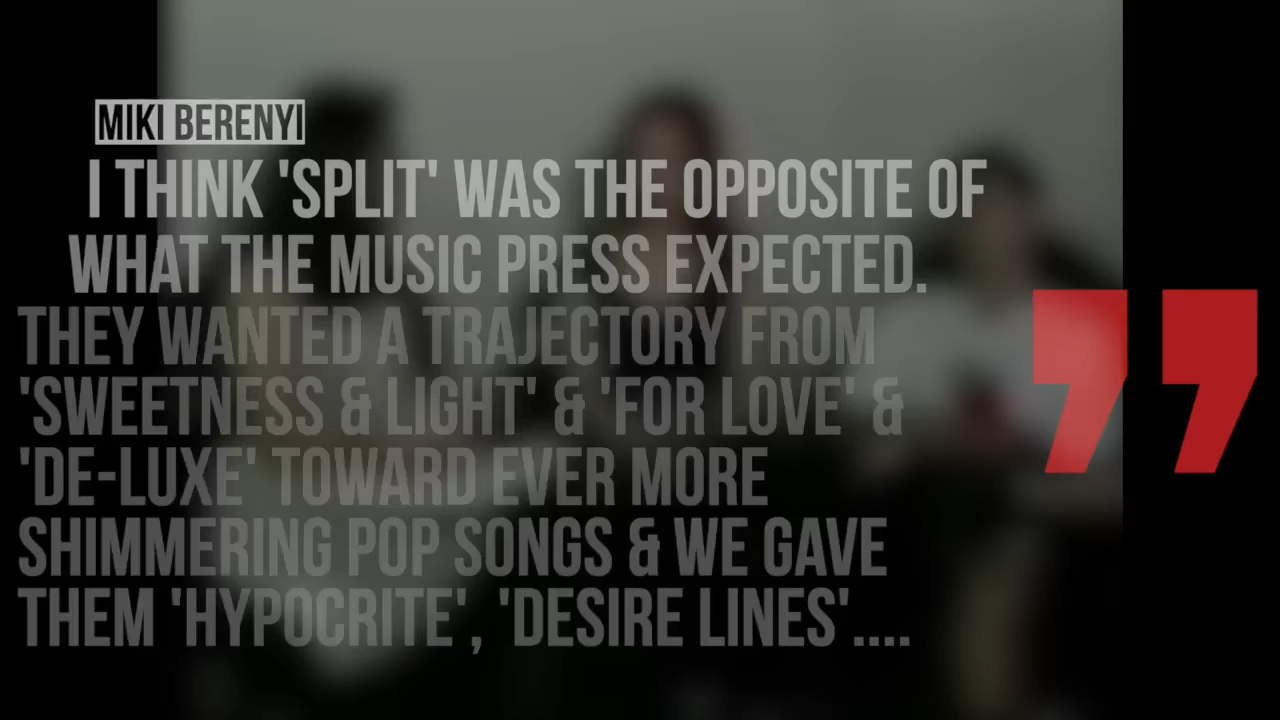 MIKI BERENYI
I THINK 'SPLIT' WAS THE OPPOSITE OF
WHAT THE MUSIC PRESS EXPECTED.
THEY WANTED A TRAJECTORY FROM
'SWEETNESS & LIGHT' & 'FOR LOVE' &
'DE-LUXE' TOWARD EVER MORE
SHIMMERING POP SONGS & WE GAVE
THEM 'HYPOCRITE', 'DESIRE LINES'....
”